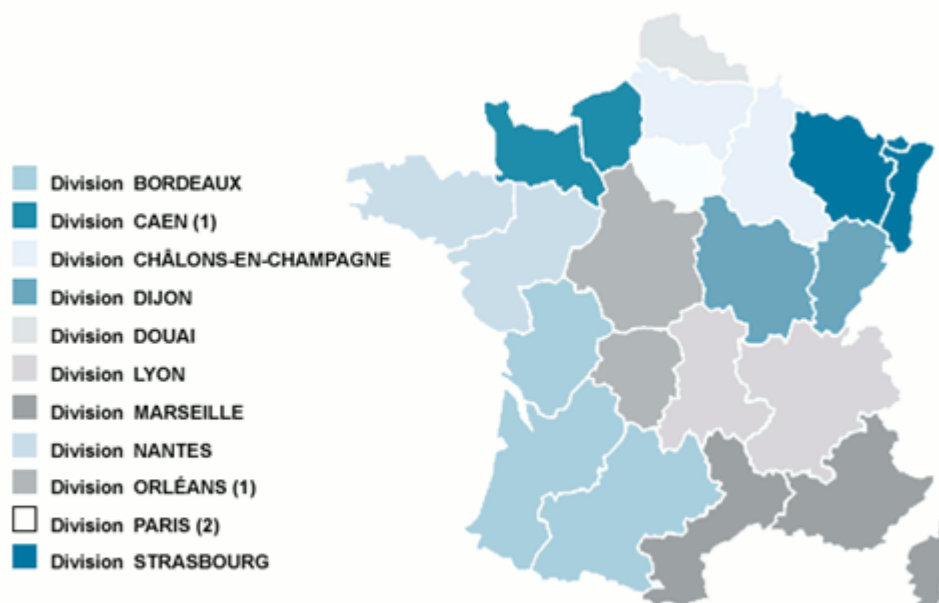 Division BORDEAUX
Division CAEN (1)
Division CHÂLONS-EN-CHAMPAGNE
Division DIJON
Division DOUAI
Division LYON
Division MARSEILLE
Division NANTES
Division ORLÉANS (1)
Division PARIS (2)
Division STRASBOURG